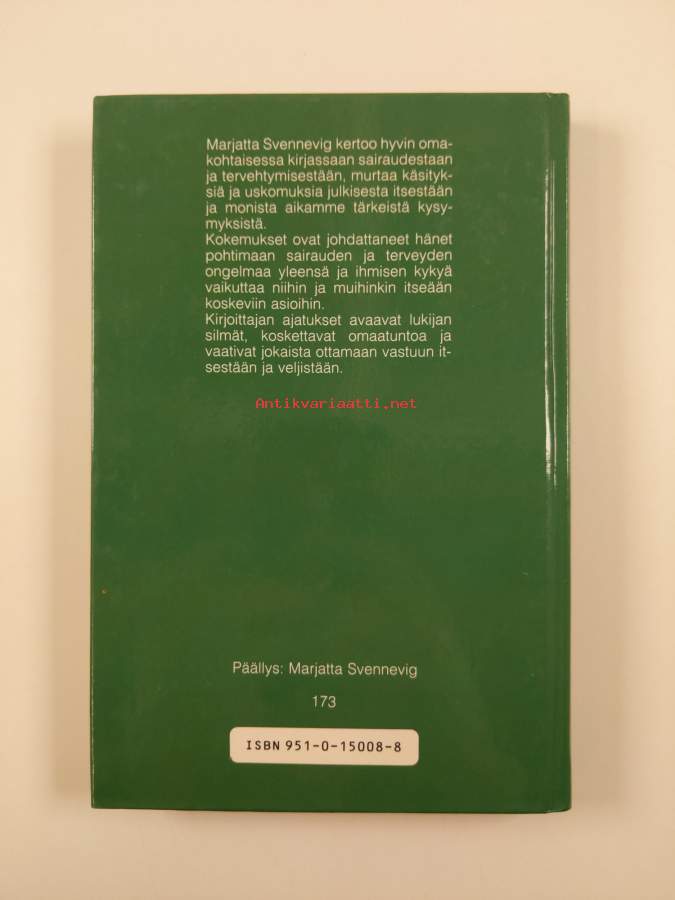 Marjatta Svennevig kertoo hyvin oma-
kohtaisessa kirjassaan sairaudestaan
ja tervehtymisestään, murtaa käsityk-
siä ja uskomuksia julkisesta itsestään
ja monista aikamme tärkeistä kysy-
myksistä.
Kokemukset ovat johdattaneet hänet
pohtimaan sairauden ja terveyden
ongelmaa yleensä ja ihmisen kykyä
vaikuttaa niihin ja muihinkin itseään
koskeviin asioihin.
Kirjoittajan ajatukset avaavat lukijan
silmät, koskettavat omaatuntoa ja
vaativat jokaista ottamaan vastuun it-
sestään ja veljistään.
Antikvariaatti.net
Päällys: Marjatta Svennevig
173
ISBN 951-0-15008-8